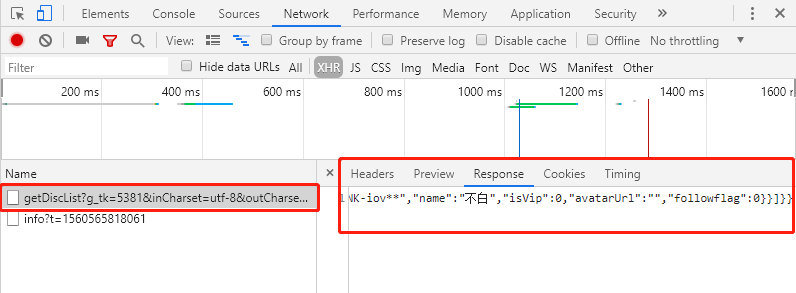 Elements Console Sources Network Performance Memory
View: Group by frame Preserve log Disable cache Offline No throttling
Filter Hide data URLs All XHR JS CSS Img Media Font Doc WS Manifest Other
200 ms 400 ms 600 ms 800 ms 1000 ms 1200 ms 1400 ms 1600 m
Name × Headers Preview Response Cookies Timing
getDiscList?g_tk=5381&inCharset=utf-8&outCharse... NK-iov**","name":"不白","isVip":0,"avatarUrl":"","followflag":0}}]}}
info?t=1560565818061